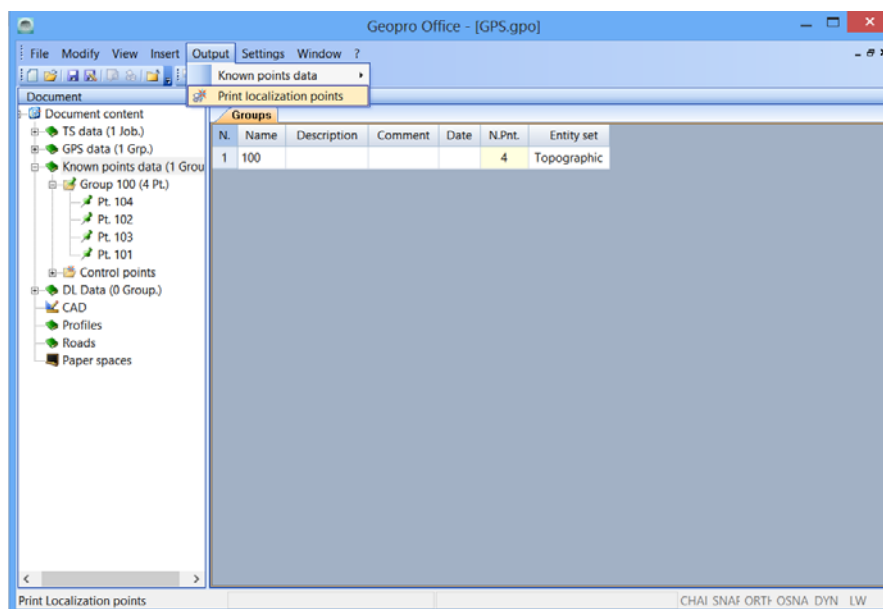 Geopro Office - [GPS.gpo]
File Modify View Insert Output Settings Window ?
Known points data
Print localization points
Document
Document content
TS data (1 Job.)
GPS data (1 Grp.)
Known points data (1 Grou
Group 100 (4 Pt.)
Pt. 104
Pt. 102
Pt. 103
Pt. 101
Control points
DL Data (0 Group.)
CAD
Profiles
Roads
Paper spaces
Groups
N. Name Description Comment Date N.Pnt. Entity set
1 100 4 Topographic
Print Localization points
CHAI SNAF ORTH OSNA DYN LW